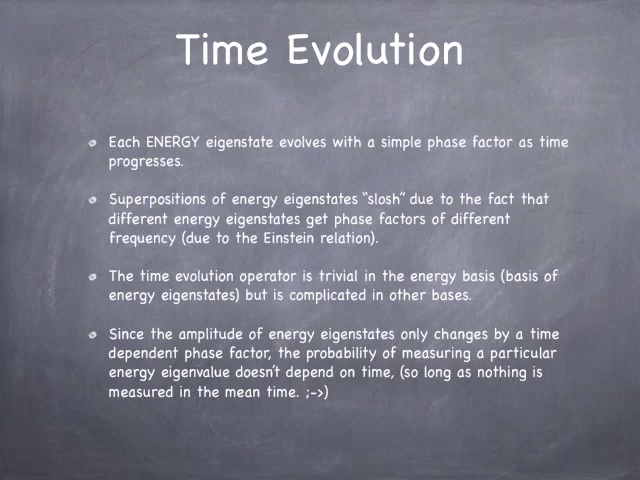 Time Evolution
Each ENERGY eigenstate evolves with a simple phase factor as time
progresses.
Superpositions of energy eigenstates "slosh" due to the fact that
different energy eigenstates get phase factors of different
frequency (due to the Einstein relation).
The time evolution operator is trivial in the energy basis (basis of
energy eigenstates) but is complicated in other bases.
Since the amplitude of energy eigenstates only changes by a time
dependent phase factor, the probability of measuring a particular
energy eigenvalue doesn't depend on time, (so long as nothing is
measured in the mean time. ;->)